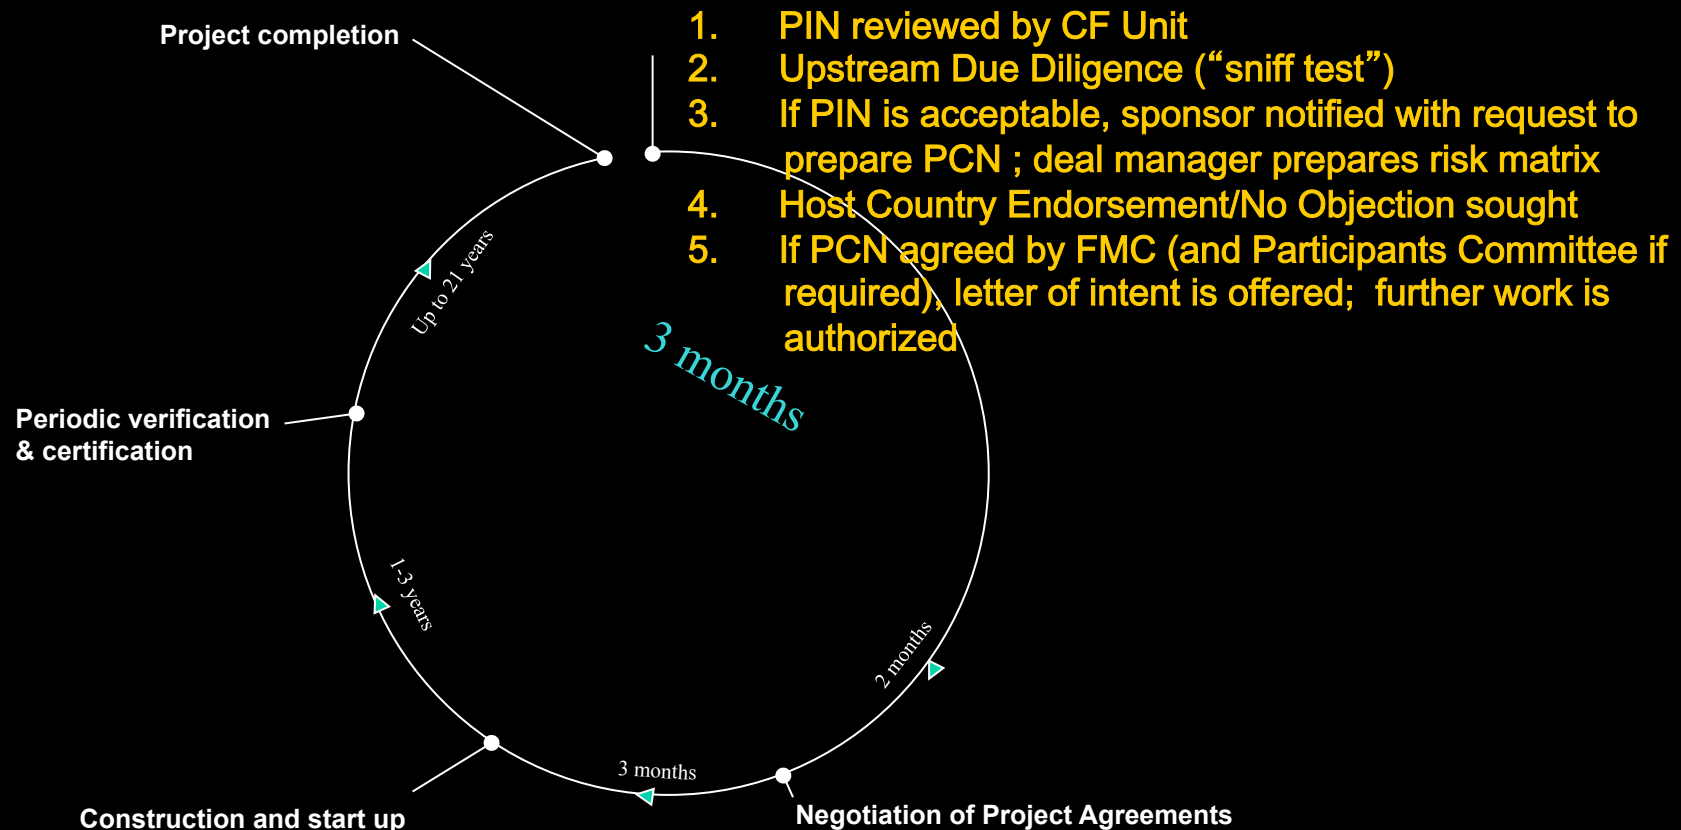 Project completion
1. PIN reviewed by CF Unit
2. Upstream Due Diligence (“sniff test”)
3. If PIN is acceptable, sponsor notified with request to
prepare PCN ; deal manager prepares risk matrix
4. Host Country Endorsement/No Objection sought
5. If PCN agreed by FMC (and Participants Committee if
required), letter of intent is offered; further work is
authorized
Up to 21 years
3 months
Periodic verification
& certification
1-3 years
2 months
3 months
Construction and start up
Negotiation of Project Agreements